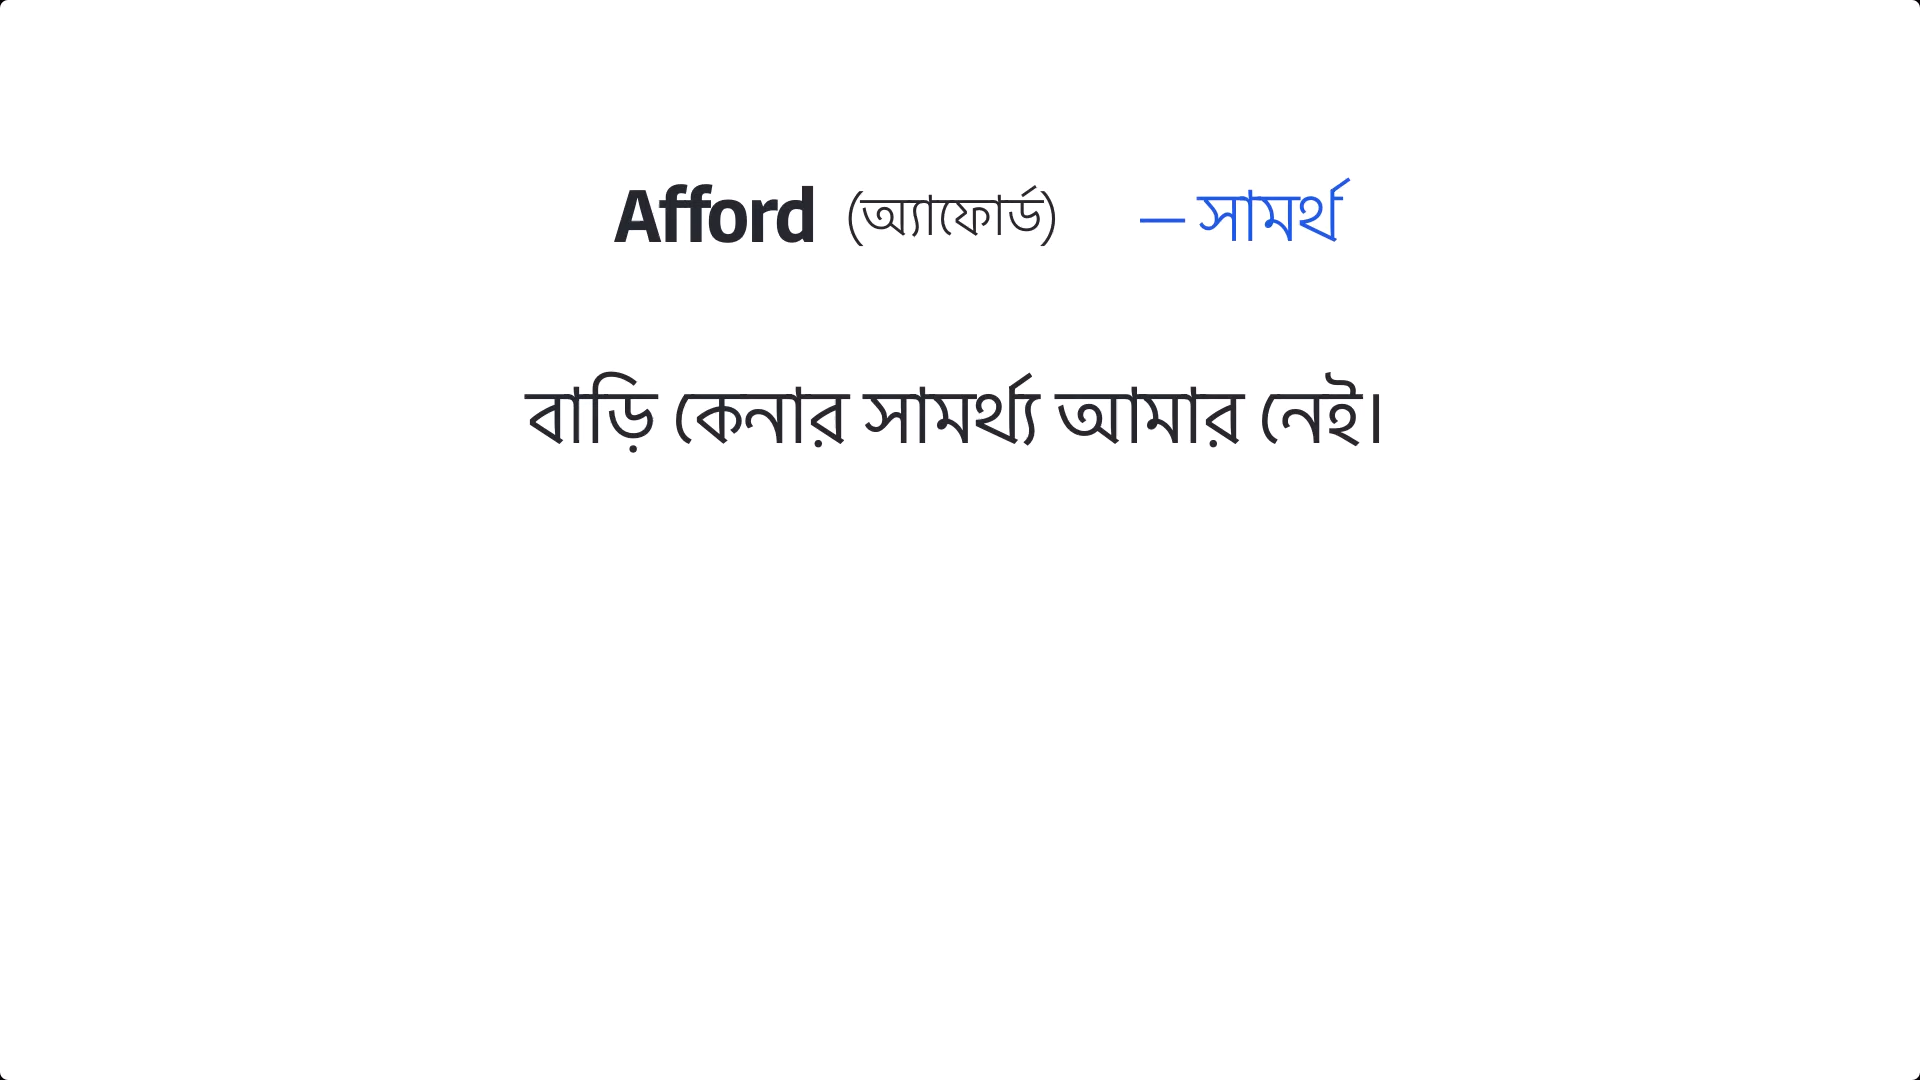 Afford (অ্যাফোর্ড) – সামর্থ
বাড়ি কেনার সামর্থ্য আমার নেই।